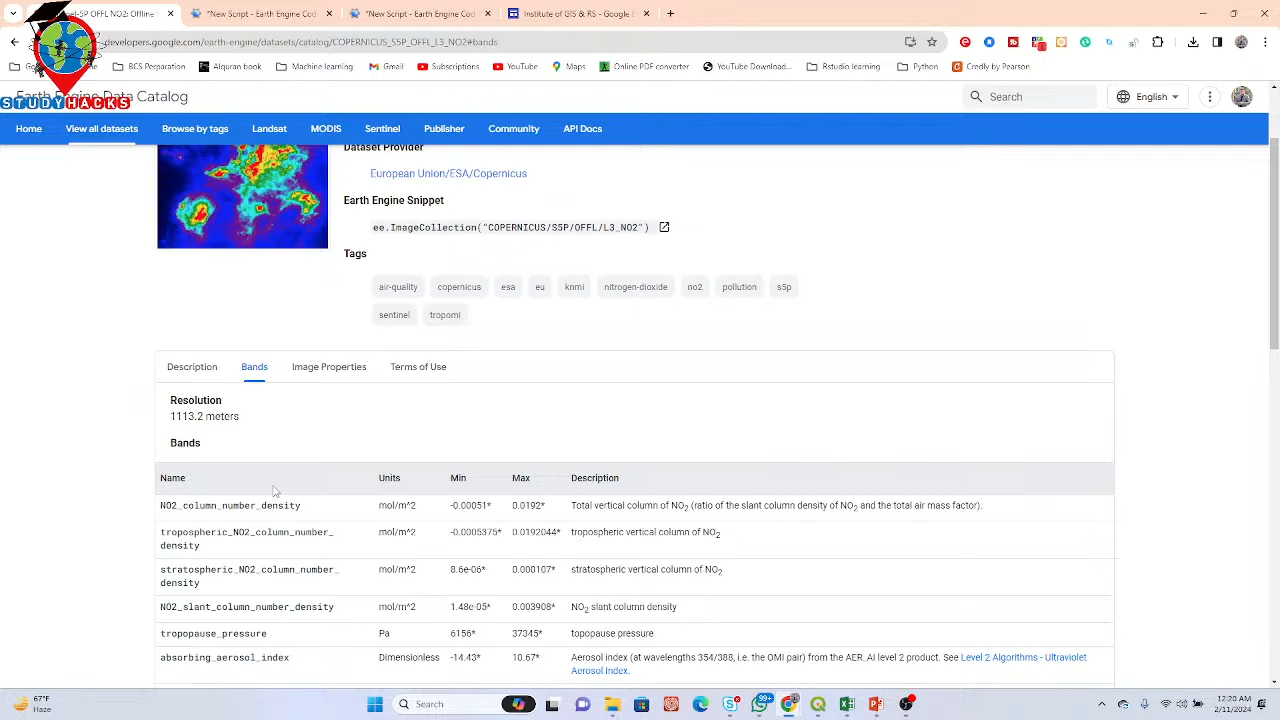 el-5P OFFL NO2: Offline
*New Script - Earth Engine Cod
*New Script - Earth Engine Cod
Institute of GIS & RS - Google E
developers.google.com/earth-engine/datasets/catalog/COPERNICUS_S5P_OFFL_L3_NO2#bands
BCS Perparation
Alquran book
Machine learning
Gmail
Subscriptions
YouTube
Maps
Online PDF converter
YouTube Download...
Rstudio learning
Python
Credly by Pearson
STUDYHACKS
Earth Engine Data Catalog
Search
English
Home
View all datasets
Browse by tags
Landsat
MODIS
Sentinel
Publisher
Community
API Docs
Dataset Provider
European Union/ESA/Copernicus
Earth Engine Snippet
ee.ImageCollection("COPERNICUS/S5P/OFFL/L3_NO2")
Tags
air-quality copernicus esa eu knmi nitrogen-dioxide no2 pollution s5p
sentinel tropomi
Description Bands Image Properties Terms of Use
Resolution
1113.2 meters
Bands
Name Units Min Max Description
NO2_column_number_density mol/m^2 -0.00051* 0.0192* Total vertical column of NO2 (ratio of the slant column density of NO2 and the total air mass factor).
tropospheric_NO2_column_number_ mol/m^2 -0.0005375* 0.0192044* tropospheric vertical column of NO2
density
stratospheric_NO2_column_number_ mol/m^2 8.6e-06* 0.000107* stratospheric vertical column of NO2
density
NO2_slant_column_number_density mol/m^2 1.48e-05* 0.003908* NO2 slant column density
tropopause_pressure Pa 6156* 37345* topopause pressure
absorbing_aerosol_index Dimensionless -14.43* 10.67* Aerosol index (at wavelengths 354/388, i.e. the OMI pair) from the AER_AI level 2 product. See Level 2 Algorithms - Ultraviolet
Aerosol Index.
67°F
Haze
Search
99+
12:20 AM
2/11/2024